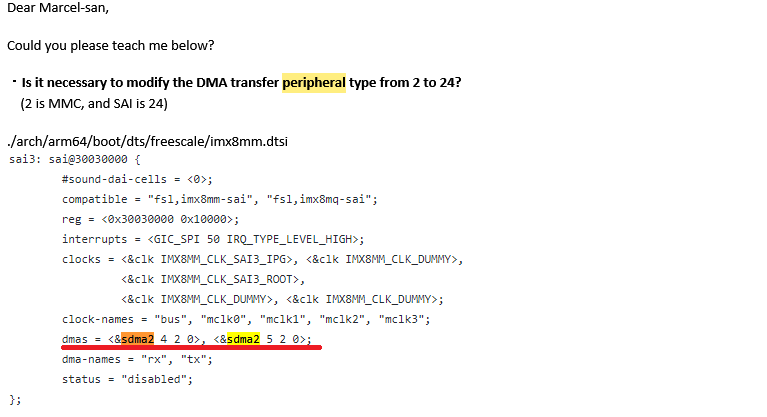 Dear Marcel-san,
Could you please teach me below?
・Is it necessary to modify the DMA transfer peripheral type from 2 to 24?
(2 is MMC, and SAI is 24)
./arch/arm64/boot/dts/freescale/imx8mm.dtsi
sai3: sai@30030000 {
#sound-dai-cells = <0>;
compatible = "fsl,imx8mm-sai", "fsl,imx8mq-sai";
reg = <0x30030000 0x10000>;
interrupts = <GIC_SPI 50 IRQ_TYPE_LEVEL_HIGH>;
clocks = <&clk IMX8MM_CLK_SAI3_IPG>, <&clk IMX8MM_CLK_DUMMY>,
<&clk IMX8MM_CLK_SAI3_ROOT>,
<&clk IMX8MM_CLK_DUMMY>, <&clk IMX8MM_CLK_DUMMY>;
clock-names = "bus", "mclk0", "mclk1", "mclk2", "mclk3";
dmas = <&sdma2 4 2 0>, <&sdma2 5 2 0>;
dma-names = "rx", "tx";
status = "disabled";
};